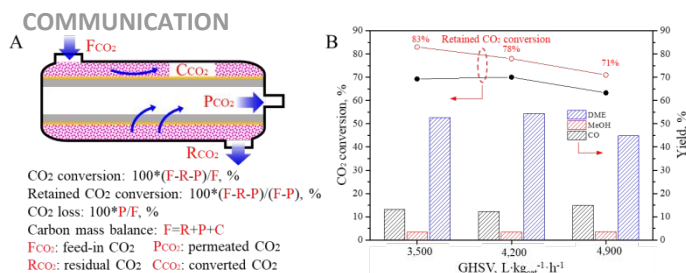 COMMUNICATION
A
FCO2
CCO2
PCO2
RCO2
CO2 conversion: 100*(F-R-P)/F, %
Retained CO2 conversion: 100*(F-R-P)/(F-P), %
CO2 loss: 100*P/F, %
Carbon mass balance: F=R+P+C
FCO2: feed-in CO2 PCO2: permeated CO2
RCO2: residual CO2 CCO2: converted CO2
B
83%
Retained CO2 conversion
78%
71%
DME
MeOH
CO
CO2 conversion, %
90
80
70
60
50
40
30
20
10
0
Yield, %
90
80
70
60
50
40
30
20
10
0
3,500 4,200 4,900
GHSV, L·kgcat-1·h-1